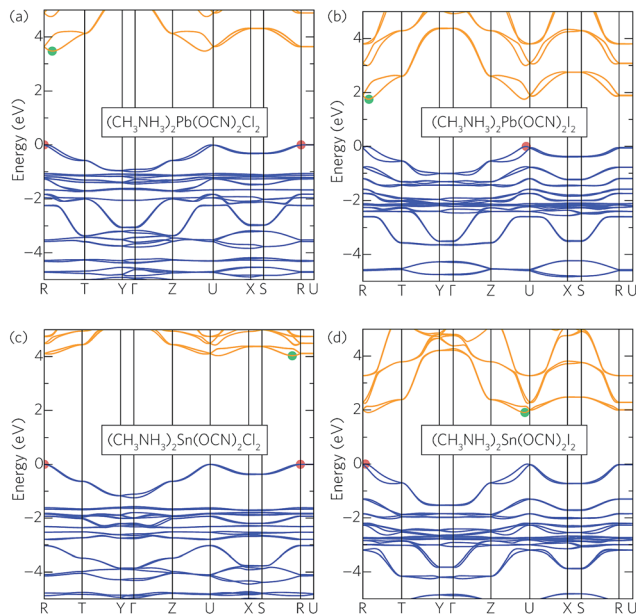 (a)
Energy (eV)
4
2
0
−2
−4
(CH₃NH₃)₂Pb(OCN)₂Cl₂
R T Y Γ Z U X S R U
(b)
Energy (eV)
4
2
0
−2
−4
(CH₃NH₃)₂Pb(OCN)₂I₂
R T Y Γ Z U X S R U
(c)
Energy (eV)
4
2
0
−2
−4
(CH₃NH₃)₂Sn(OCN)₂Cl₂
R T Y Γ Z U X S R U
(d)
Energy (eV)
4
2
0
−2
−4
(CH₃NH₃)₂Sn(OCN)₂I₂
R T Y Γ Z U X S R U